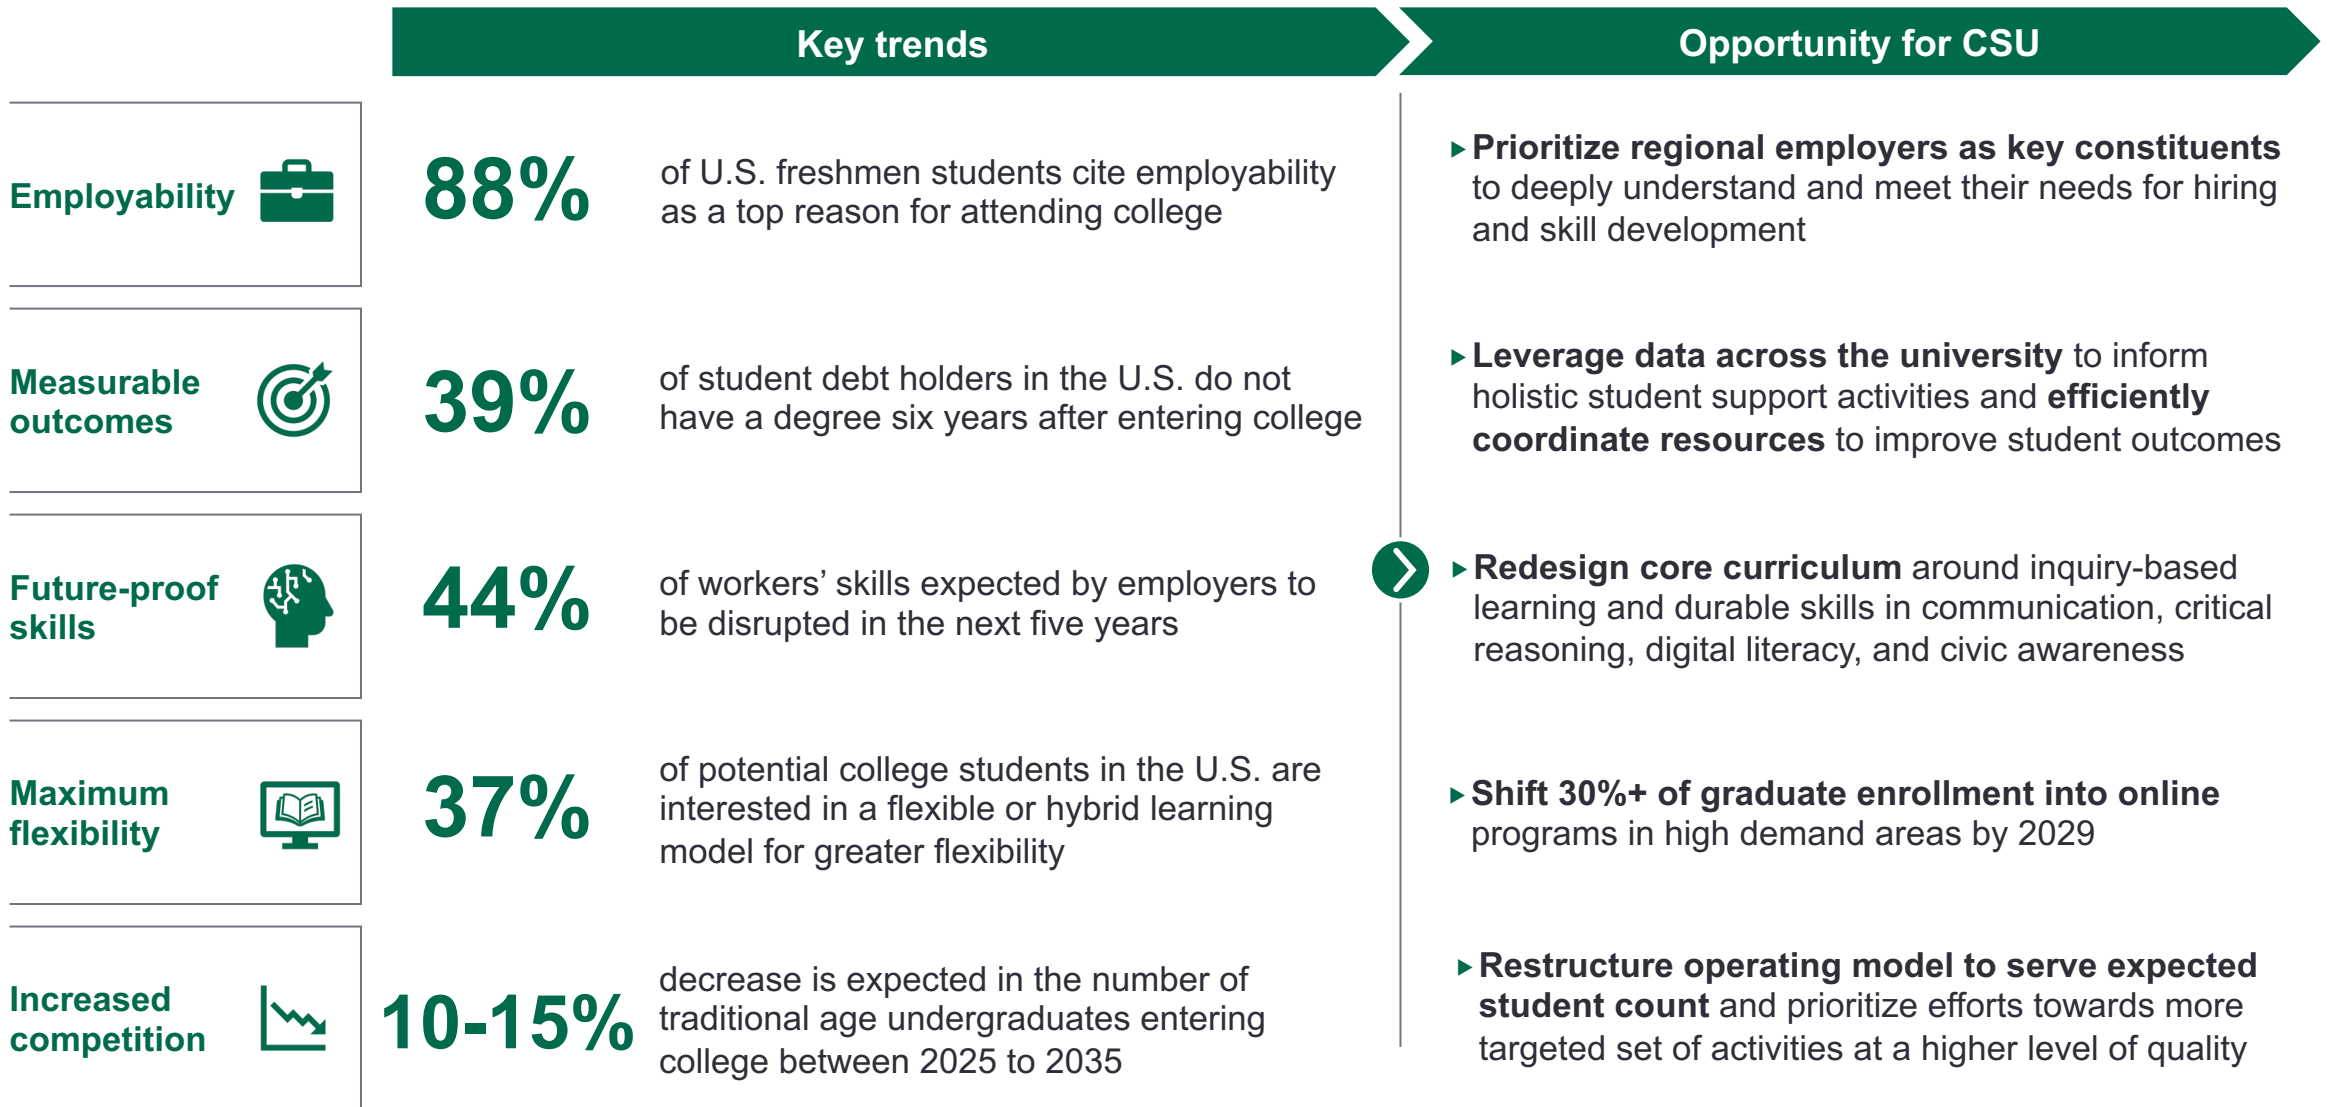 Key trends
Opportunity for CSU
Employability
88%
of U.S. freshmen students cite employability
as a top reason for attending college
Prioritize regional employers as key constituents
to deeply understand and meet their needs for hiring
and skill development
Measurable
outcomes
39%
of student debt holders in the U.S. do not
have a degree six years after entering college
Leverage data across the university to inform
holistic student support activities and efficiently
coordinate resources to improve student outcomes
Future-proof
skills
44%
of workers’ skills expected by employers to
be disrupted in the next five years
Redesign core curriculum around inquiry-based
learning and durable skills in communication, critical
reasoning, digital literacy, and civic awareness
Maximum
flexibility
37%
of potential college students in the U.S. are
interested in a flexible or hybrid learning
model for greater flexibility
Shift 30%+ of graduate enrollment into online
programs in high demand areas by 2029
Increased
competition
10-15%
decrease is expected in the number of
traditional age undergraduates entering
college between 2025 to 2035
Restructure operating model to serve expected
student count and prioritize efforts towards more
targeted set of activities at a higher level of quality